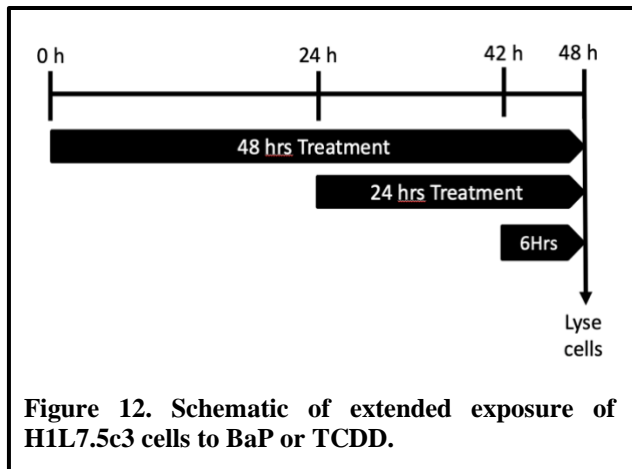 0 h 24 h 42 h 48 h
48 hrs Treatment
24 hrs Treatment
6Hrs
Lyse
cells
Figure 12. Schematic of extended exposure of
H1L7.5c3 cells to BaP or TCDD.